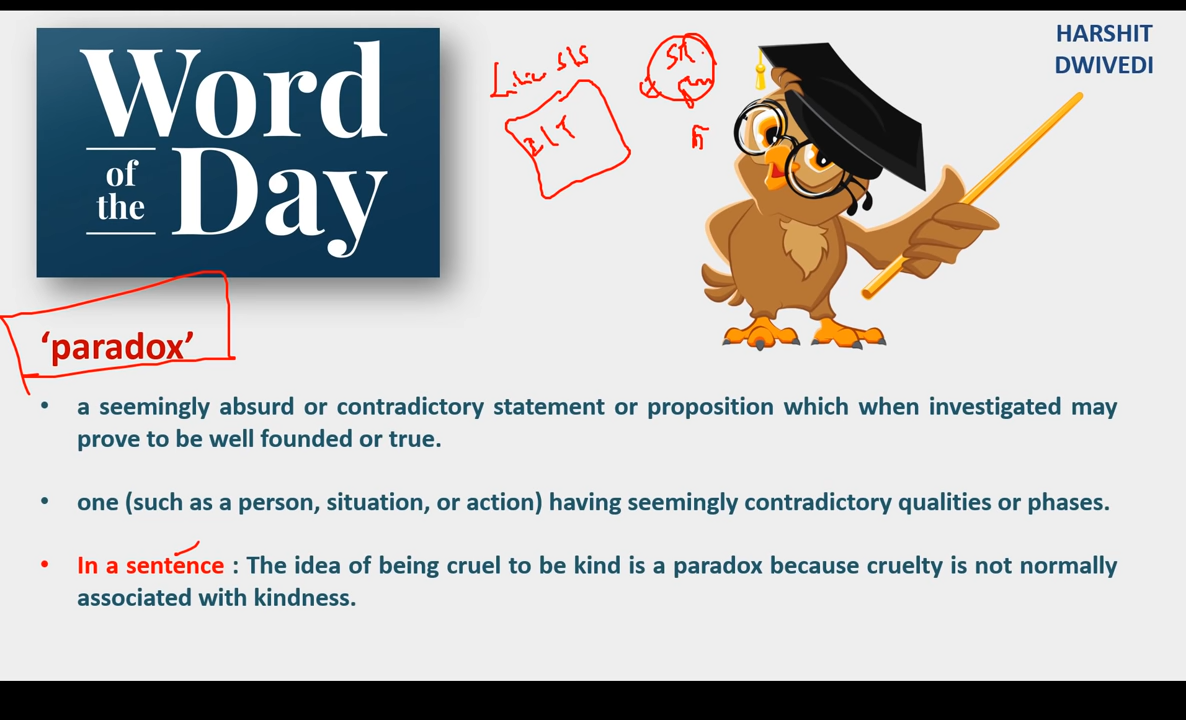 Word
of
the
Day
HARSHIT
DWIVEDI
‘paradox’
• a seemingly absurd or contradictory statement or proposition which when investigated may
prove to be well founded or true.
• one (such as a person, situation, or action) having seemingly contradictory qualities or phases.
• In a sentence : The idea of being cruel to be kind is a paradox because cruelty is not normally
associated with kindness.